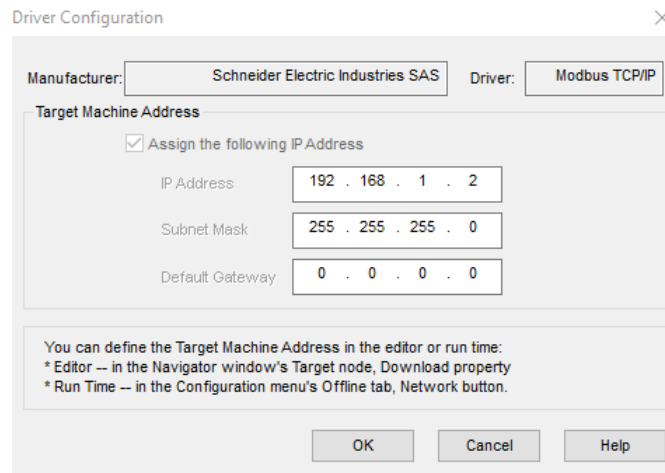 Driver Configuration
Manufacturer: Schneider Electric Industries SAS Driver: Modbus TCP/IP
Target Machine Address
Assign the following IP Address
IP Address 192 . 168 . 1 . 2
Subnet Mask 255 . 255 . 255 . 0
Default Gateway 0 . 0 . 0 . 0
You can define the Target Machine Address in the editor or run time:
* Editor -- in the Navigator window's Target node, Download property
* Run Time -- in the Configuration menu's Offline tab, Network button.
OK Cancel Help